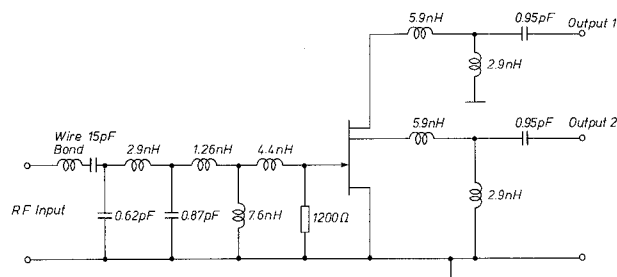 5.9nH
0.95pF
Output 1
2.9nH
Wire 15pF
Bond
2.9nH
1.26nH
4.4nH
5.9nH
0.95pF
Output 2
RF Input
0.62pF
0.87pF
7.6nH
1200Ω
2.9nH